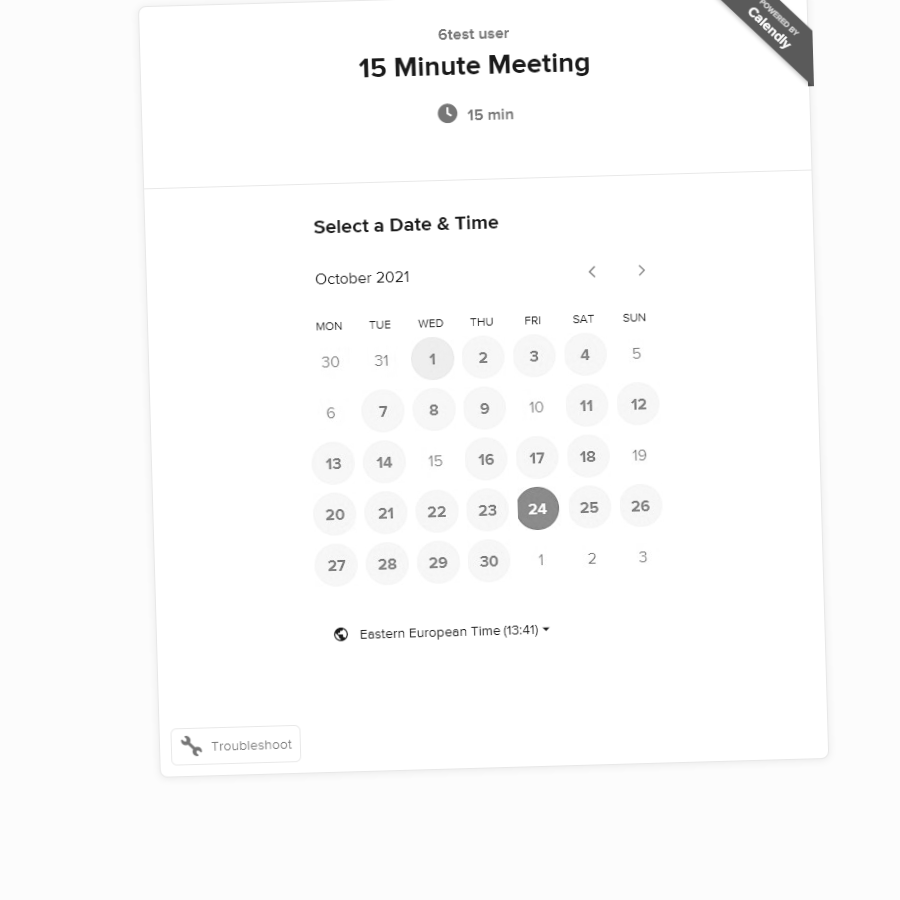 POWERED BY
Calendly
6test user
15 Minute Meeting
15 min
Select a Date & Time
October 2021
MON TUE WED THU FRI SAT SUN
30 31 1 2 3 4 5
6 7 8 9 10 11 12
13 14 15 16 17 18 19
20 21 22 23 24 25 26
27 28 29 30 1 2 3
Eastern European Time (13:41)
Troubleshoot